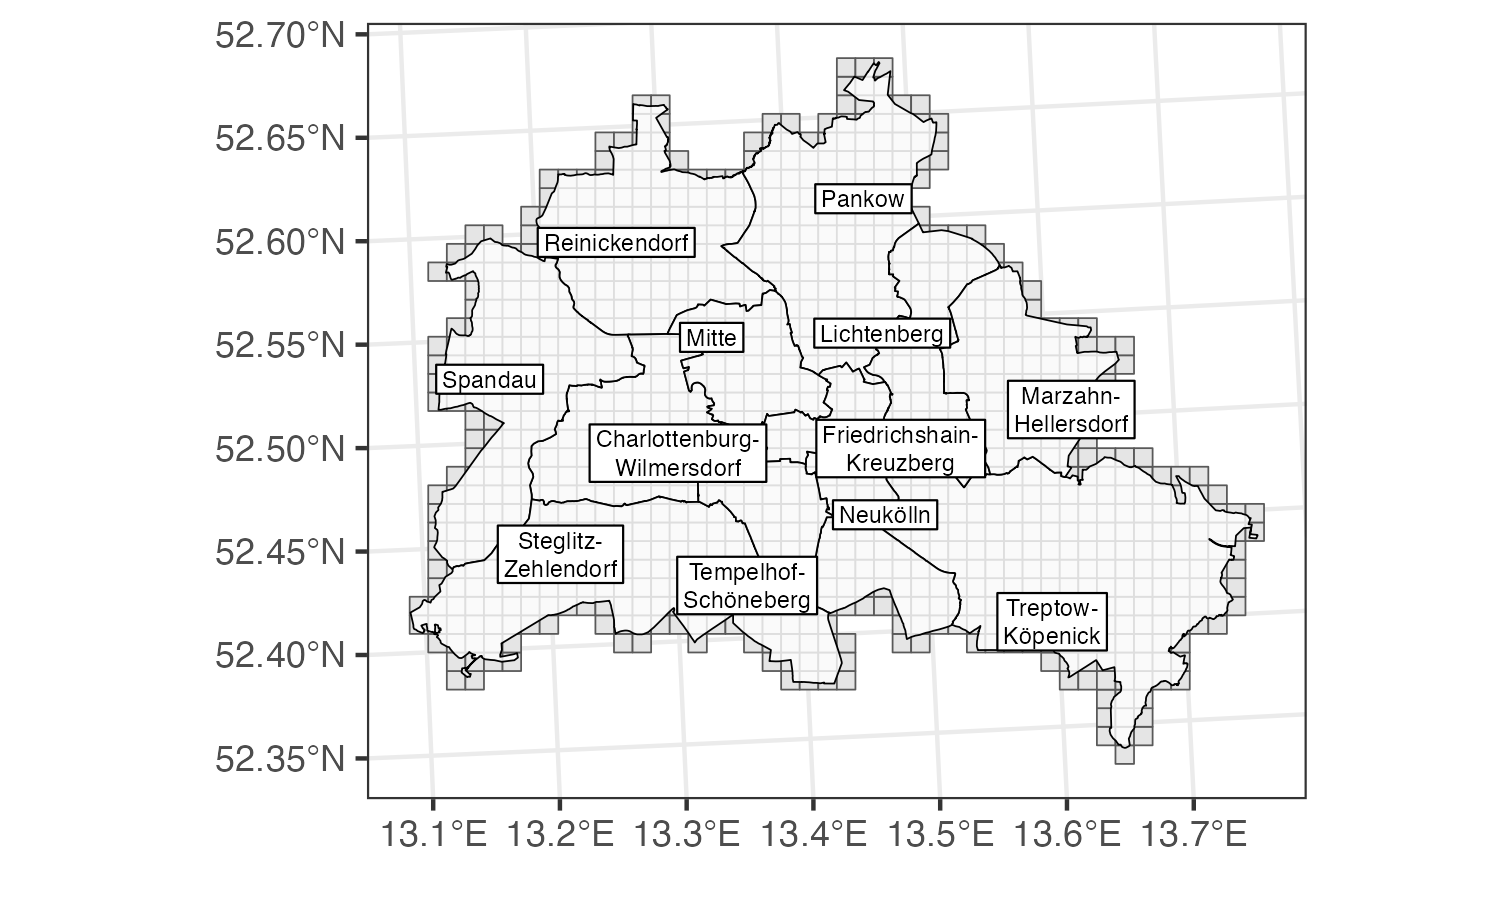 52.70°N
52.65°N
52.60°N
52.55°N
52.50°N
52.45°N
52.40°N
52.35°N
Pankow
Reinickendorf
Mitte
Lichtenberg
Spandau
Marzahn-
Hellersdorf
Charlottenburg-
Wilmersdorf
Friedrichshain-
Kreuzberg
Neukölln
Steglitz-
Zehlendorf
Tempelhof-
Schöneberg
Treptow-
Köpenick
13.1°E 13.2°E 13.3°E 13.4°E 13.5°E 13.6°E 13.7°E